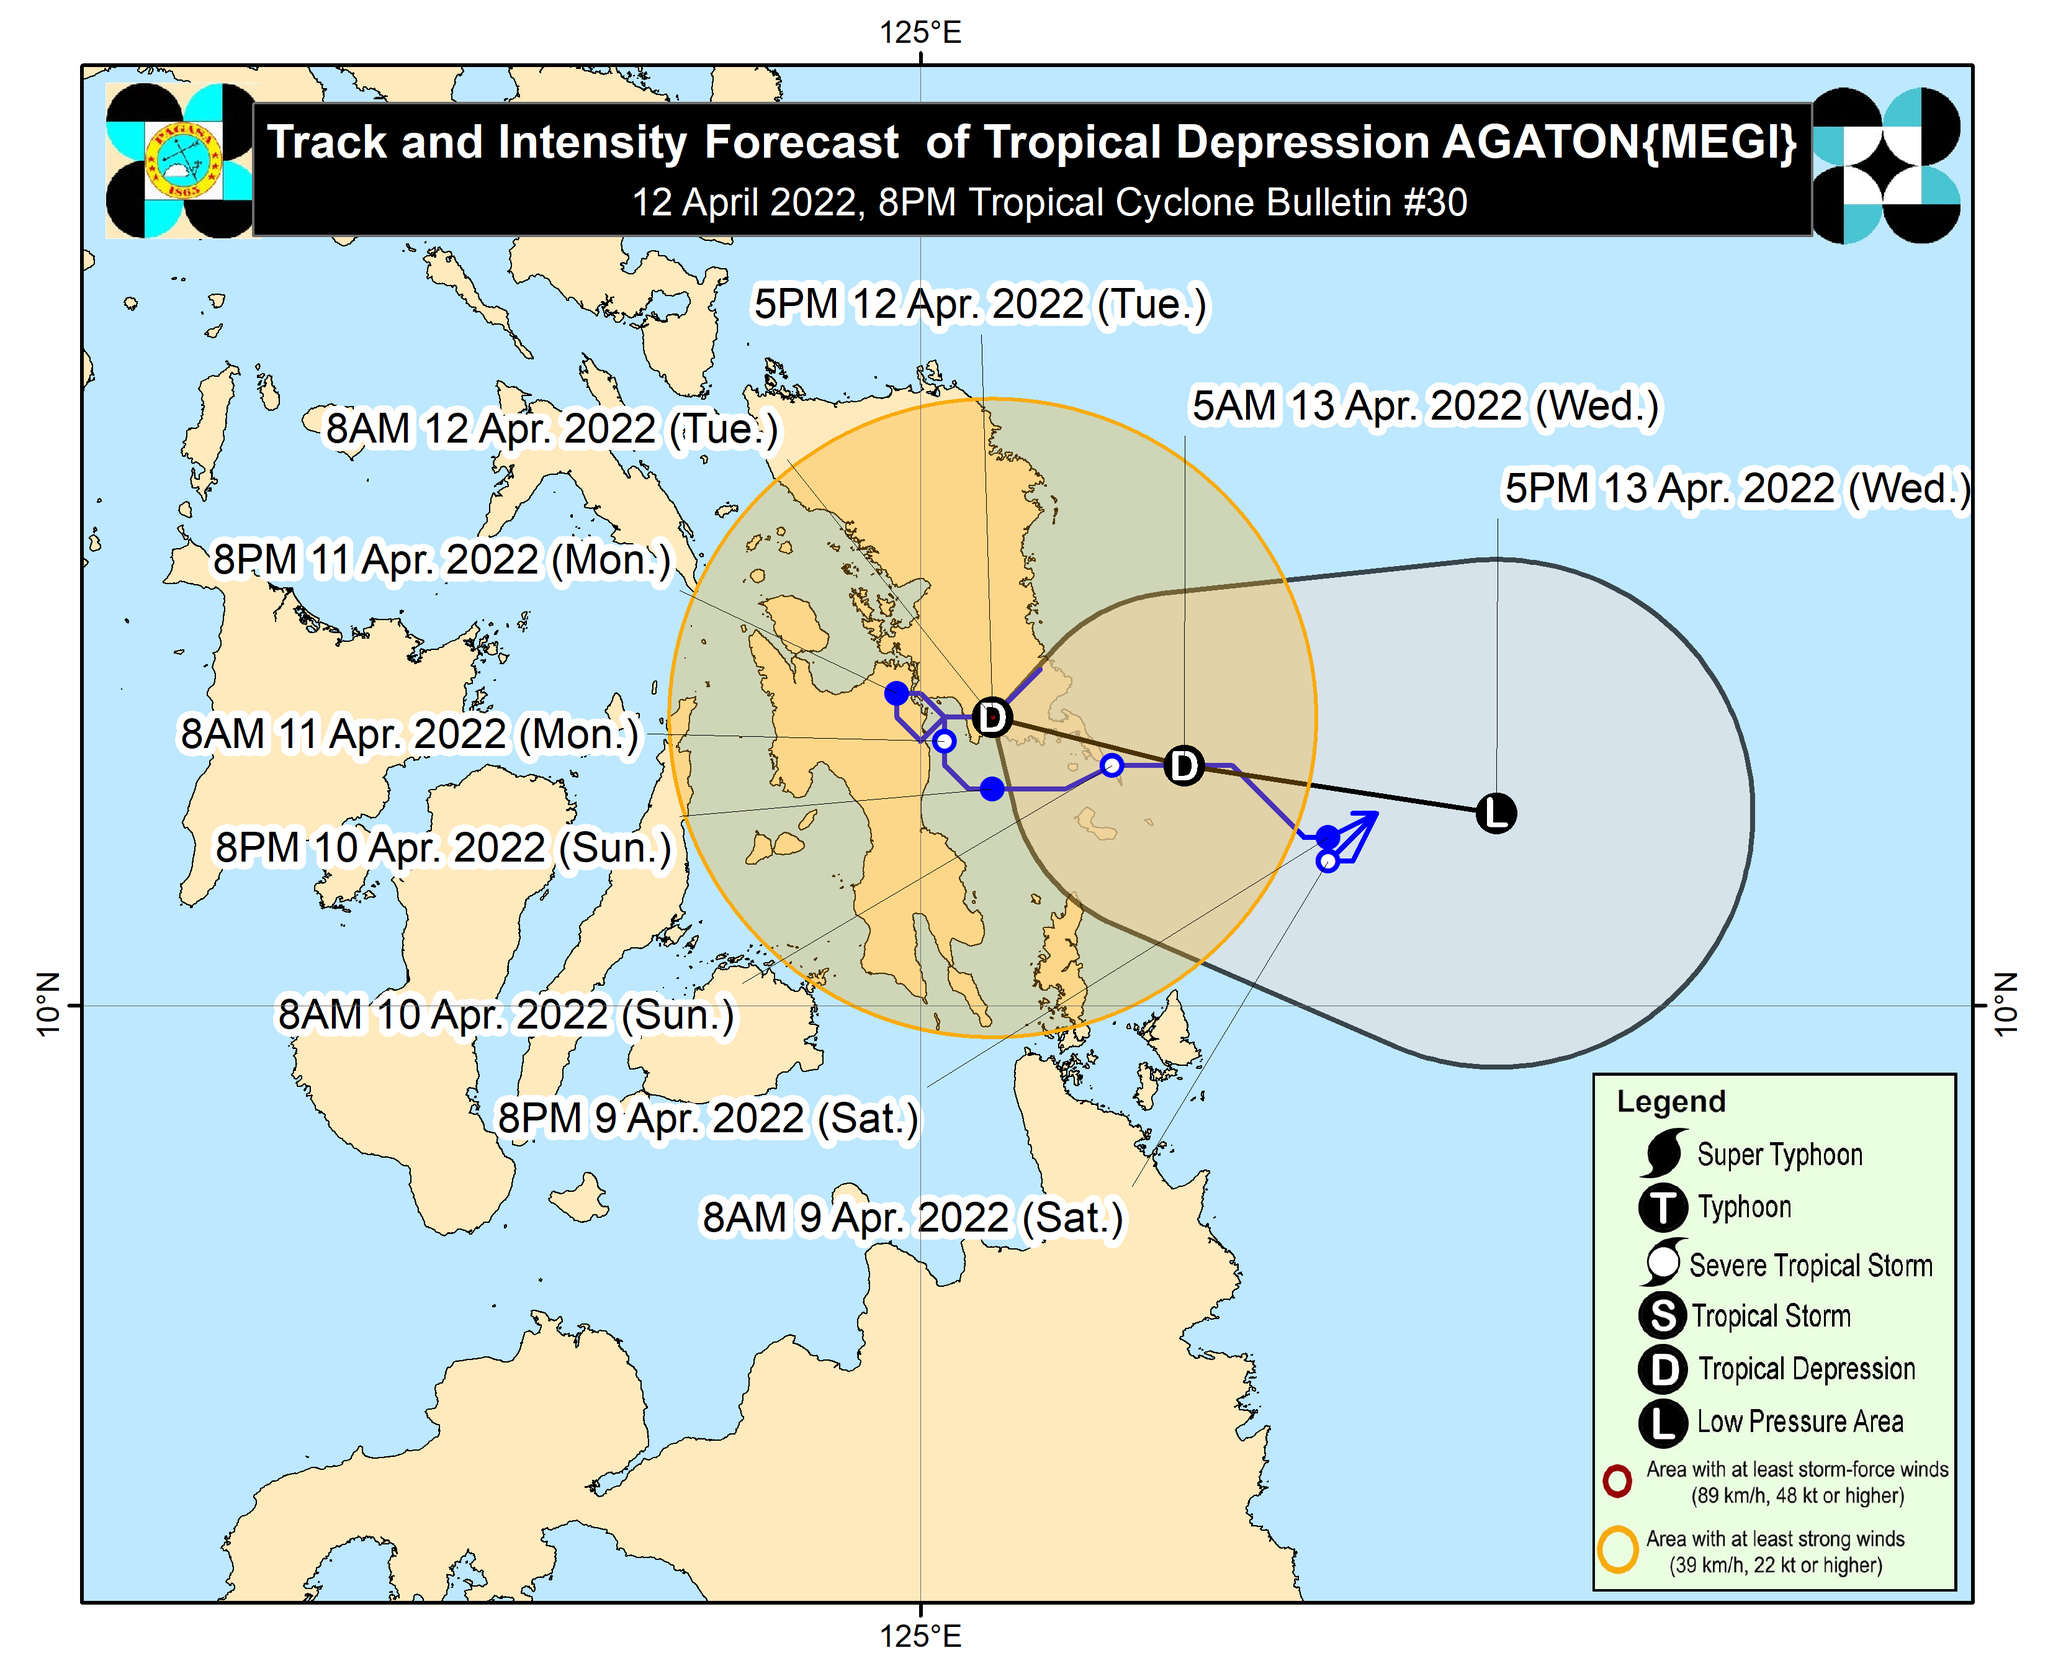 125°E
PAGASA
1865
Track and Intensity Forecast  of Tropical Depression AGATON{MEGI}
12 April 2022, 8PM Tropical Cyclone Bulletin #30
5PM 12 Apr. 2022 (Tue.)
5AM 13 Apr. 2022 (Wed.)
8AM 12 Apr. 2022 (Tue.)
5PM 13 Apr. 2022 (Wed.)
8PM 11 Apr. 2022 (Mon.)
D
8AM 11 Apr. 2022 (Mon.)
D
L
8PM 10 Apr. 2022 (Sun.)
10°N
10°N
8AM 10 Apr. 2022 (Sun.)
8PM 9 Apr. 2022 (Sat.)
8AM 9 Apr. 2022 (Sat.)
Legend
Super Typhoon
T Typhoon
Severe Tropical Storm
S Tropical Storm
D Tropical Depression
L Low Pressure Area
Area with at least storm-force winds
(89 km/h, 48 kt or higher)
Area with at least strong winds
(39 km/h, 22 kt or higher)
125°E